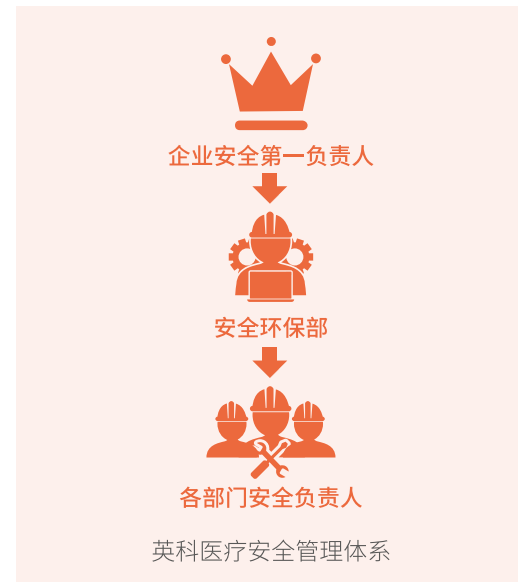 企业安全第一负责人
安全环保部
各部门安全负责人
英科医疗安全管理体系